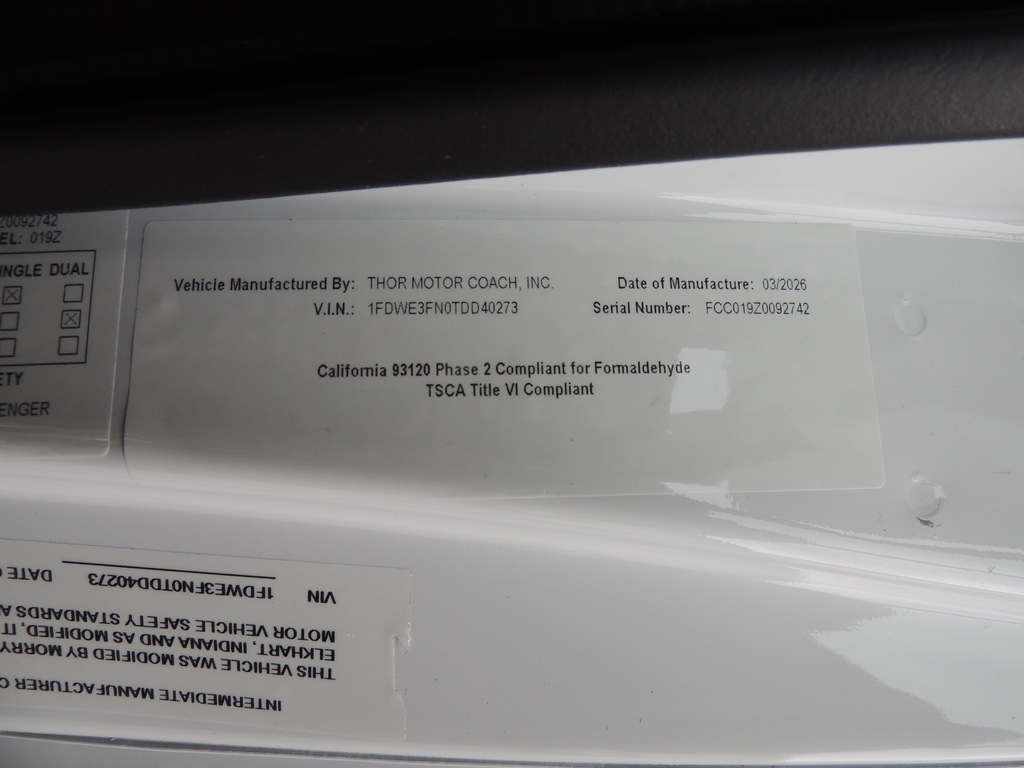 Z0092742
EL: 019Z
INGLE DUAL
ETY
ENGER
Vehicle Manufactured By: THOR MOTOR COACH, INC. Date of Manufacture: 03/2026
V.I.N.: 1FDWE3FN0TDD40273 Serial Number: FCC019Z0092742
California 93120 Phase 2 Compliant for Formaldehyde
TSCA Title VI Compliant
INTERMEDIATE MANUFACTURER C
THIS VEHICLE WAS MODIFIED BY MORRY
ELKHART, INDIANA AND AS MODIFIED, IT
MOTOR VEHICLE SAFETY STANDARDS A
VIN 1FDWE3FN0TDD40273 DATE